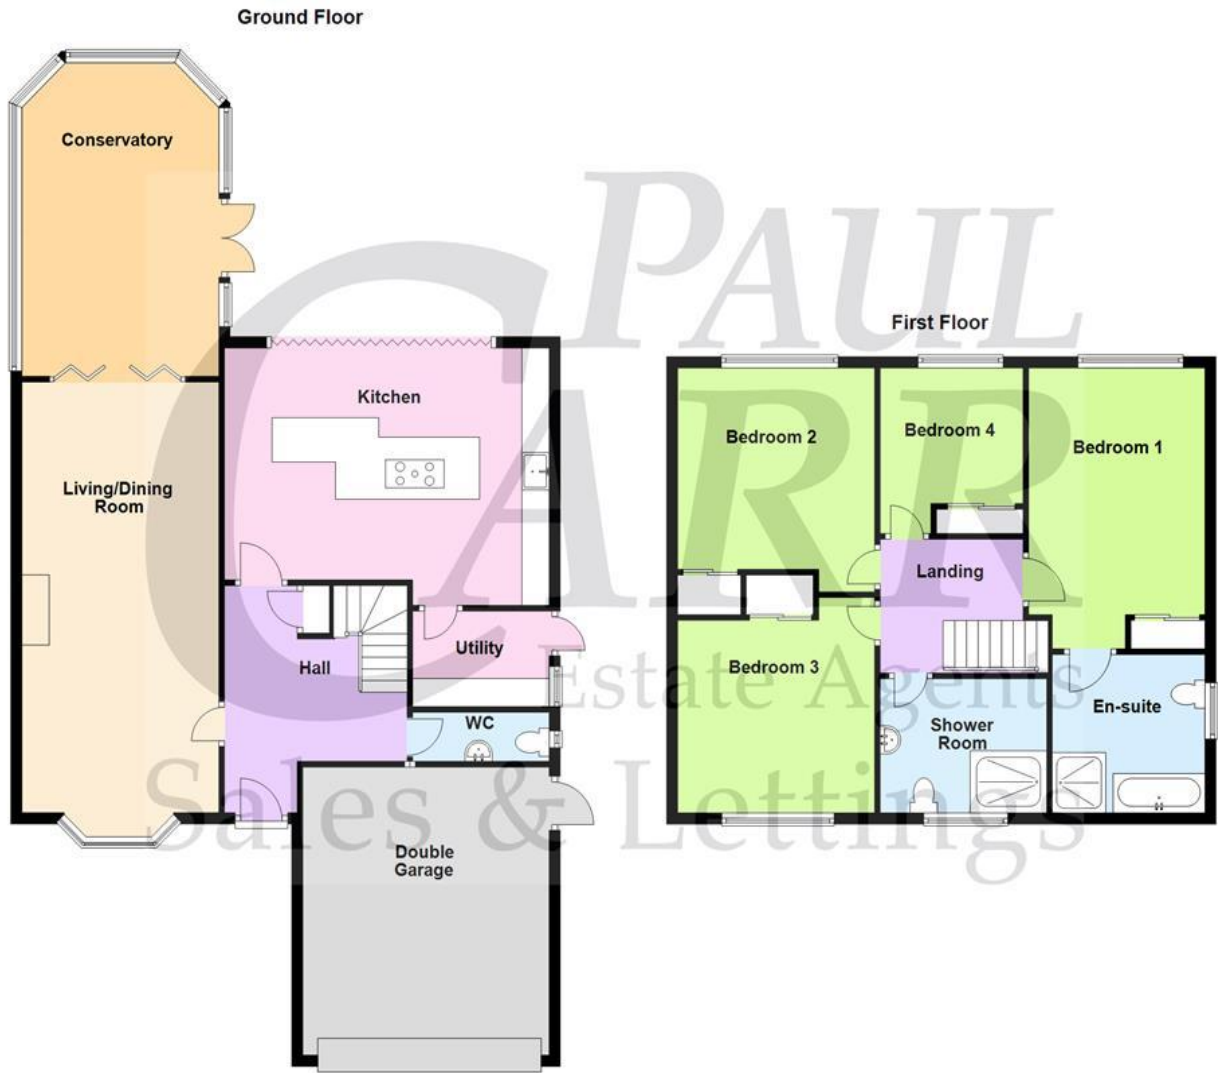 Ground Floor
Conservatory
Kitchen
Living/Dining
Room
Hall
Utility
WC
Double
Garage
First Floor
Bedroom 2
Bedroom 4
Bedroom 1
Landing
Bedroom 3
En-suite
Shower
Room
PAUL
CARR
Estate Agents
Sales & Lettings